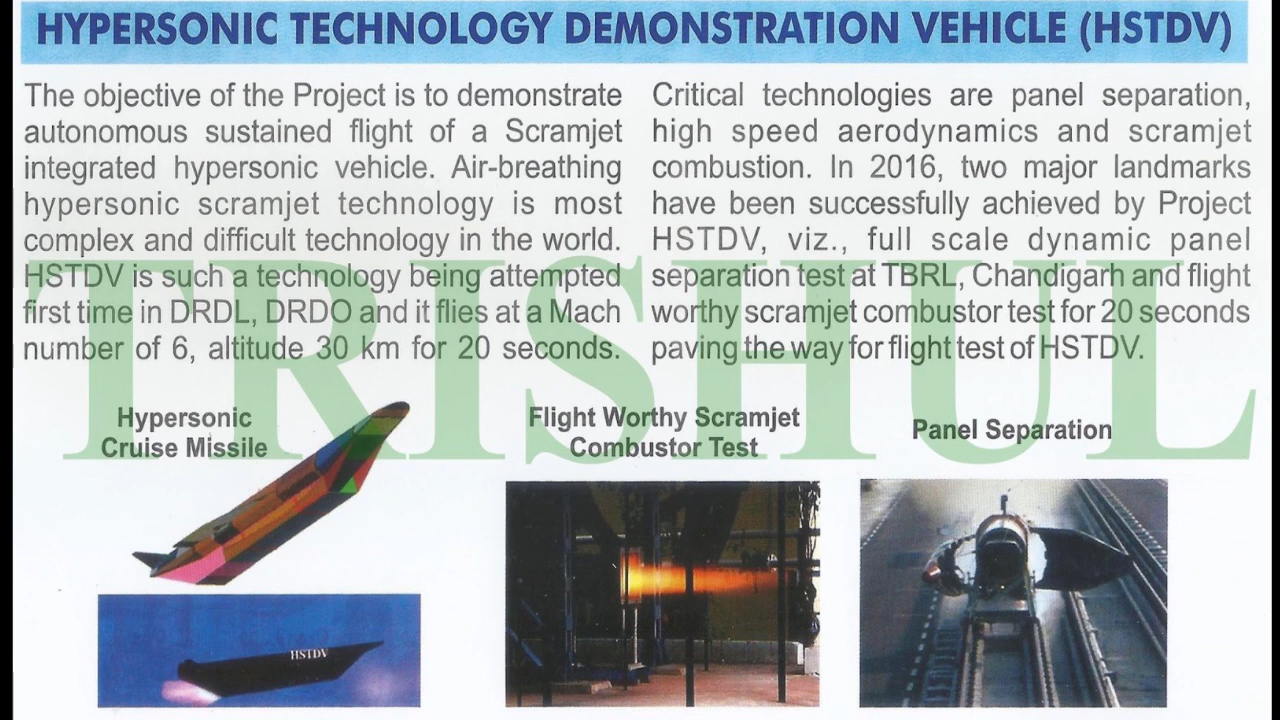 HYPERSONIC TECHNOLOGY DEMONSTRATION VEHICLE (HSTDV)
The objective of the Project is to demonstrate
autonomous sustained flight of a Scramjet
integrated hypersonic vehicle. Air-breathing
hypersonic scramjet technology is most
complex and difficult technology in the world.
HSTDV is such a technology being attempted
first time in DRDL, DRDO and it flies at a Mach
number of 6, altitude 30 km for 20 seconds.
Critical technologies are panel separation,
high speed aerodynamics and scramjet
combustion. In 2016, two major landmarks
have been successfully achieved by Project
HSTDV, viz., full scale dynamic panel
separation test at TBRL, Chandigarh and flight
worthy scramjet combustor test for 20 seconds
paving the way for flight test of HSTDV.
TRISHUL
Hypersonic
Cruise Missile
Flight Worthy Scramjet
Combustor Test
Panel Separation
HSTDV